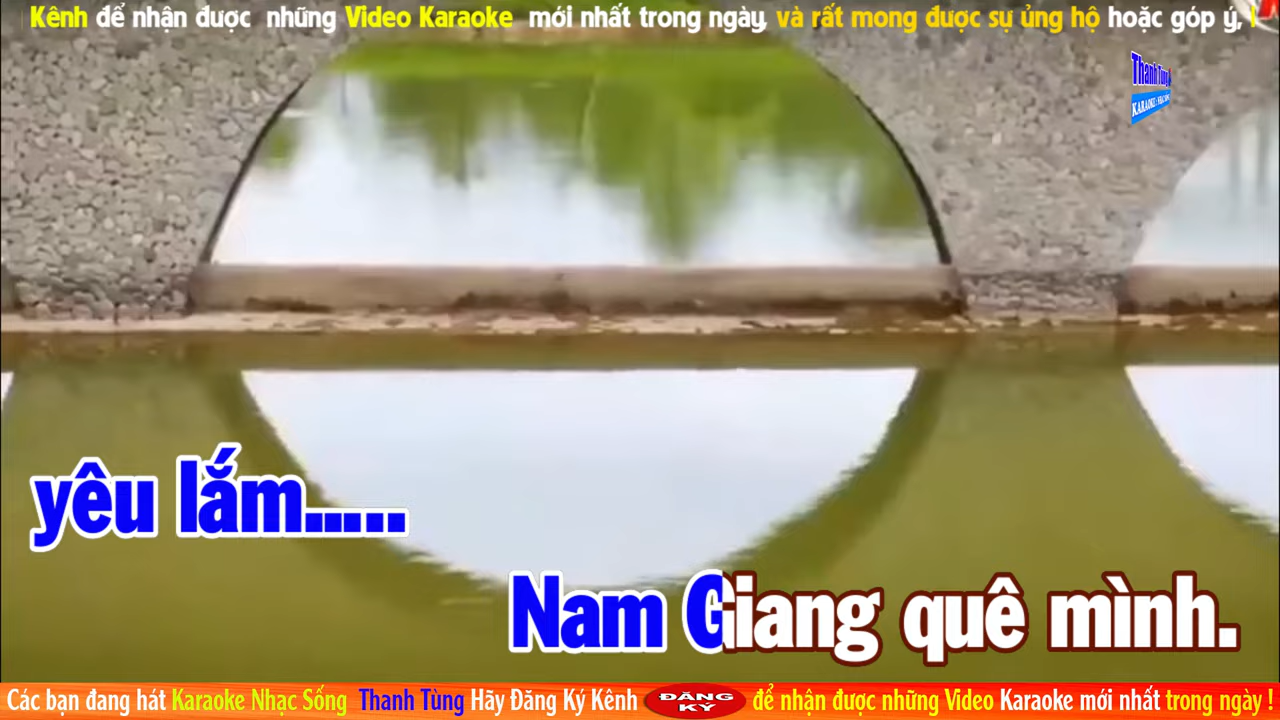 Kênh để nhận được những Video Karaoke mới nhất trong ngày, và rất mong được sự ủng hộ hoặc góp ý,
Thanh Tùng
KARAOKE
yêu lắm.....
Nam Giang quê mình.
Các bạn đang hát Karaoke Nhạc Sống Thanh Tùng Hãy Đăng Ký Kênh ĐĂNG KÝ để nhận được những Video Karaoke mới nhất trong ngày !